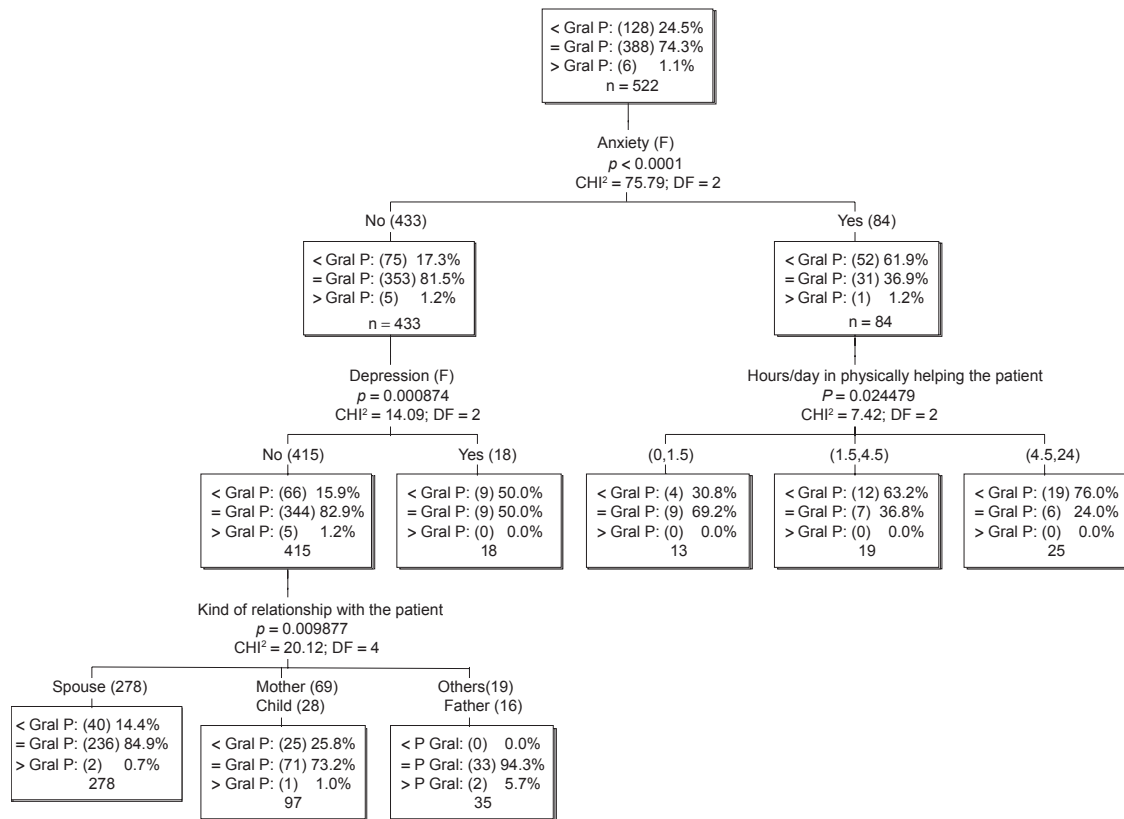 < Gral P: (128) 24.5%
= Gral P: (388) 74.3%
> Gral P: (6) 1.1%
n = 522
Anxiety (F)
p < 0.0001
CHI² = 75.79; DF = 2
No (433)
< Gral P: (75) 17.3%
= Gral P: (353) 81.5%
> Gral P: (5) 1.2%
n = 433
Yes (84)
< Gral P: (52) 61.9%
= Gral P: (31) 36.9%
> Gral P: (1) 1.2%
n = 84
Depression (F)
p = 0.000874
CHI² = 14.09; DF = 2
Hours/day in physically helping the patient
P = 0.024479
CHI² = 7.42; DF = 2
No (415)
< Gral P: (66) 15.9%
= Gral P: (344) 82.9%
> Gral P: (5) 1.2%
415
Yes (18)
< Gral P: (9) 50.0%
= Gral P: (9) 50.0%
> Gral P: (0) 0.0%
18
(0,1.5)
< Gral P: (4) 30.8%
= Gral P: (9) 69.2%
> Gral P: (0) 0.0%
13
(1.5,4.5)
< Gral P: (12) 63.2%
= Gral P: (7) 36.8%
> Gral P: (0) 0.0%
19
(4.5,24)
< Gral P: (19) 76.0%
= Gral P: (6) 24.0%
> Gral P: (0) 0.0%
25
Kind of relationship with the patient
p = 0.009877
CHI² = 20.12; DF = 4
Spouse (278)
< Gral P: (40) 14.4%
= Gral P: (236) 84.9%
> Gral P: (2) 0.7%
278
Mother (69)
Child (28)
< Gral P: (25) 25.8%
= Gral P: (71) 73.2%
> Gral P: (1) 1.0%
97
Others(19)
Father (16)
< P Gral: (0) 0.0%
= P Gral: (33) 94.3%
> P Gral: (2) 5.7%
35